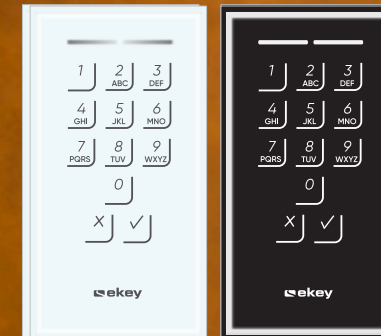 1 2 3
ABC DEF
4 5 6
GHI JKL MNO
7 8 9
PQRS TUV WXYZ
0
X ✓
ekey
1 2 3
ABC DEF
4 5 6
GHI JKL MNO
7 8 9
PQRS TUV WXYZ
0
X ✓
ekey